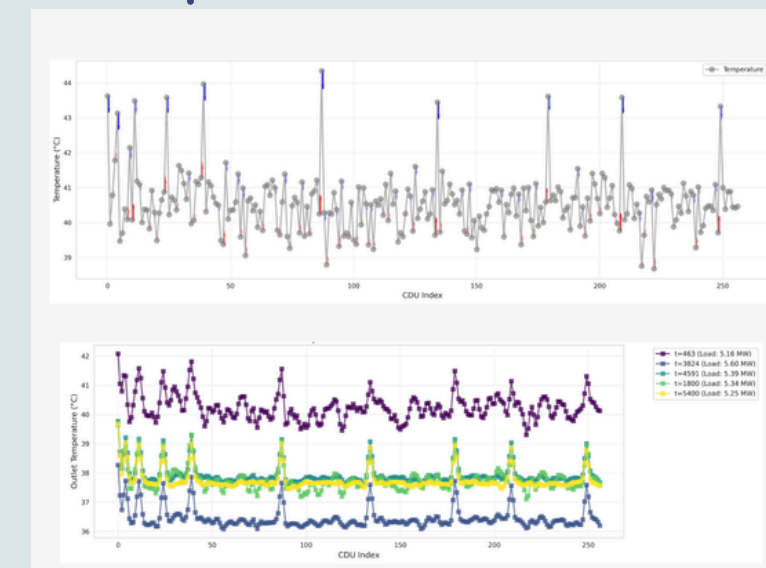 Temperature
44
43
42
41
40
39
Temperature (°C)
0 50 100 150 200 250
CDU Index
t=463 (Load: 5.16 MW)
t=3824 (Load: 5.60 MW)
t=4591 (Load: 5.39 MW)
t=1800 (Load: 5.34 MW)
t=5400 (Load: 5.25 MW)
42
41
40
39
38
37
36
Outlet Temperature (°C)
0 50 100 150 200 250
CDU Index